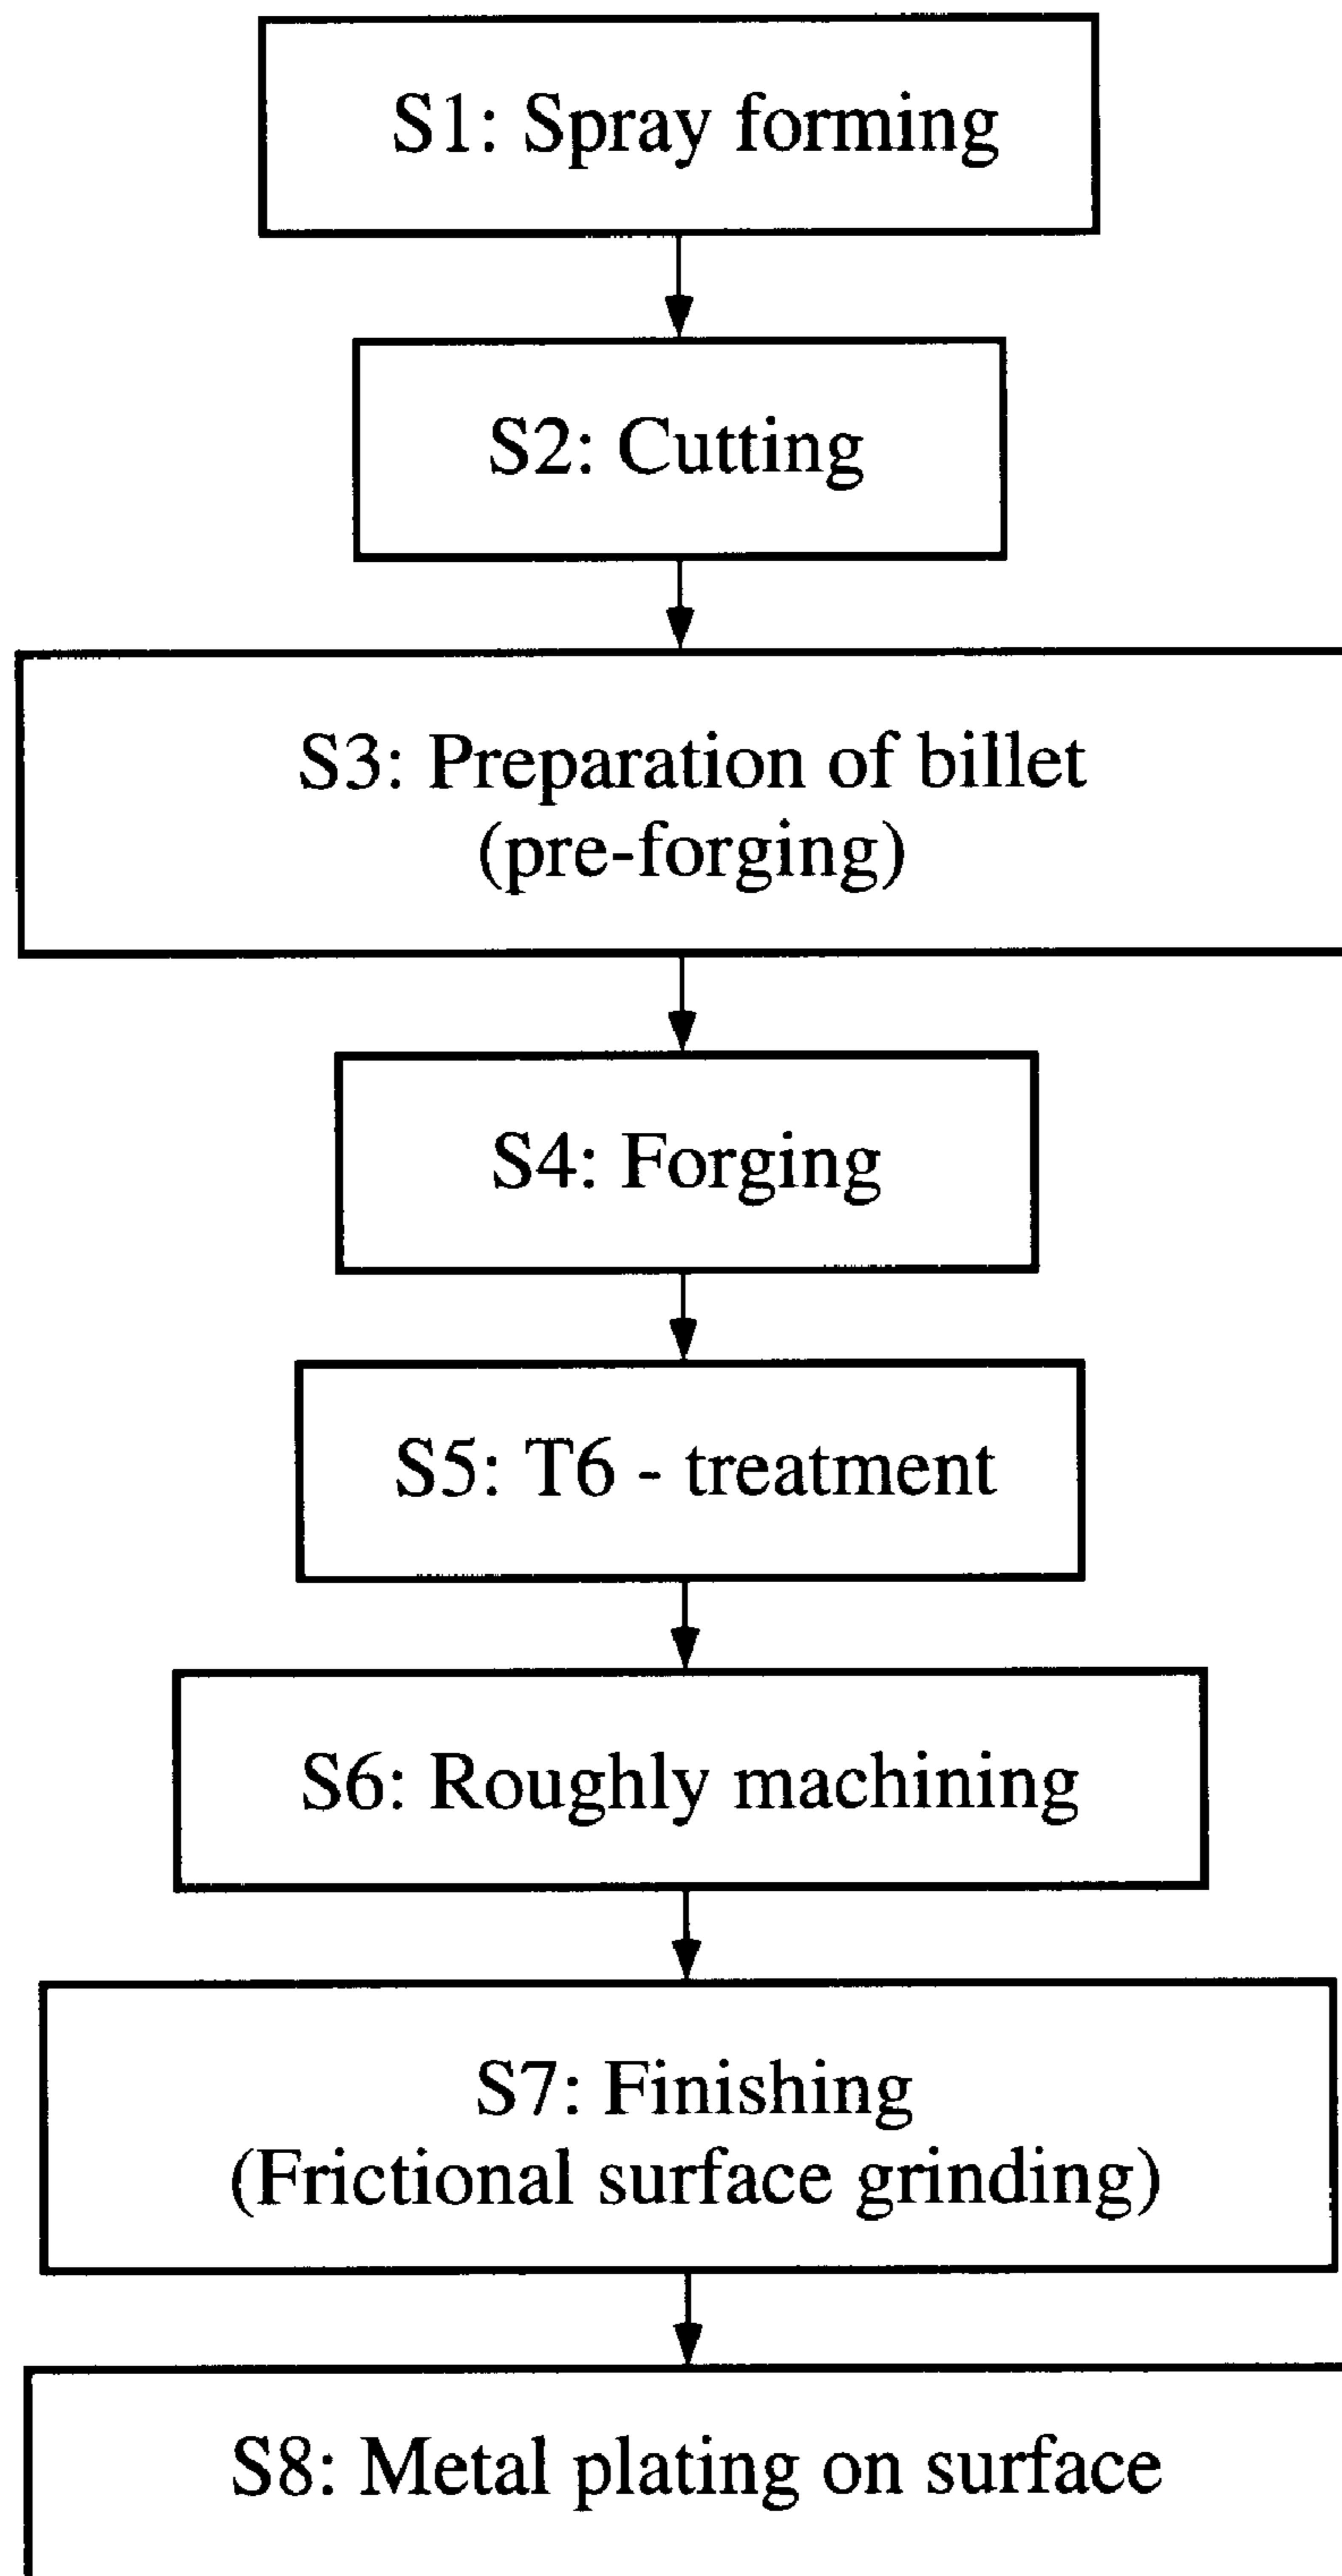 S1: Spray forming
S2: Cutting
S3: Preparation of billet
(pre-forging)
S4: Forging
S5: T6 - treatment
S6: Roughly machining
S7: Finishing
(Frictional surface grinding)
S8: Metal plating on surface